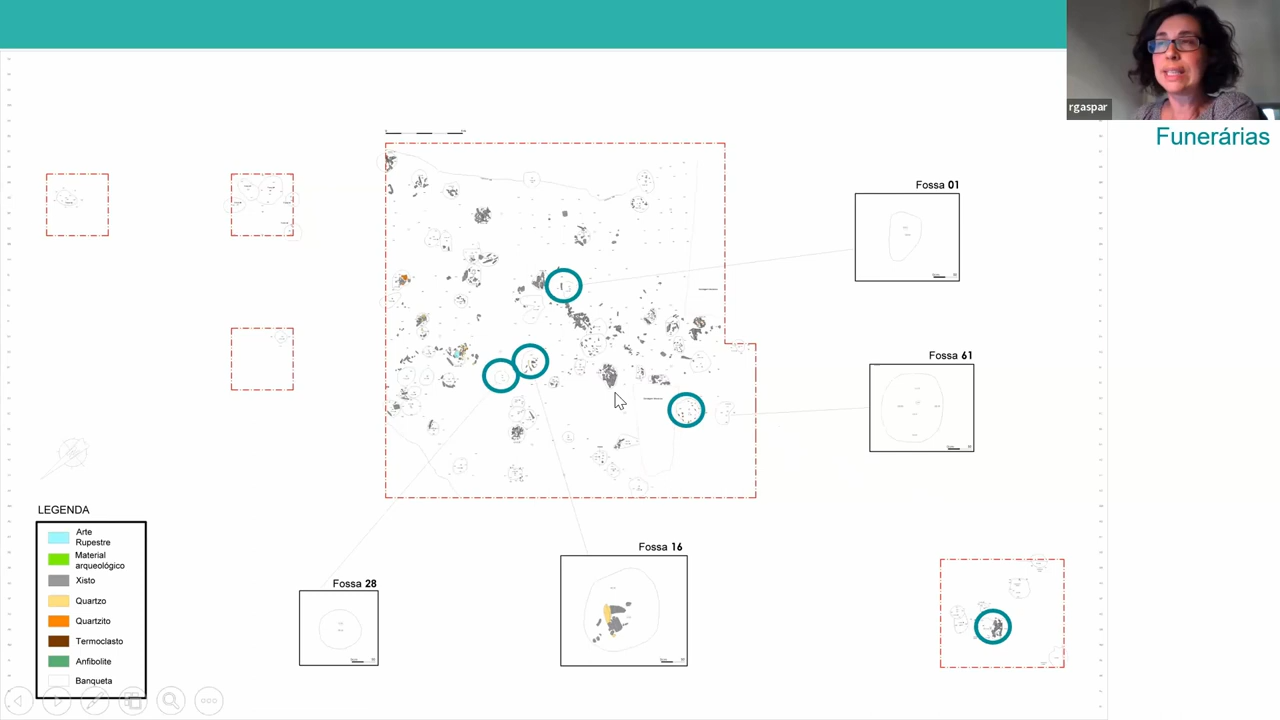 rgaspar
Funerárias
Fossa 01
Fossa 61
Fossa 16
Fossa 28
LEGENDA
Arte
Rupestre
Material
arqueológico
Xisto
Quartzo
Quartzito
Termoclasto
Anfibolite
Banqueta